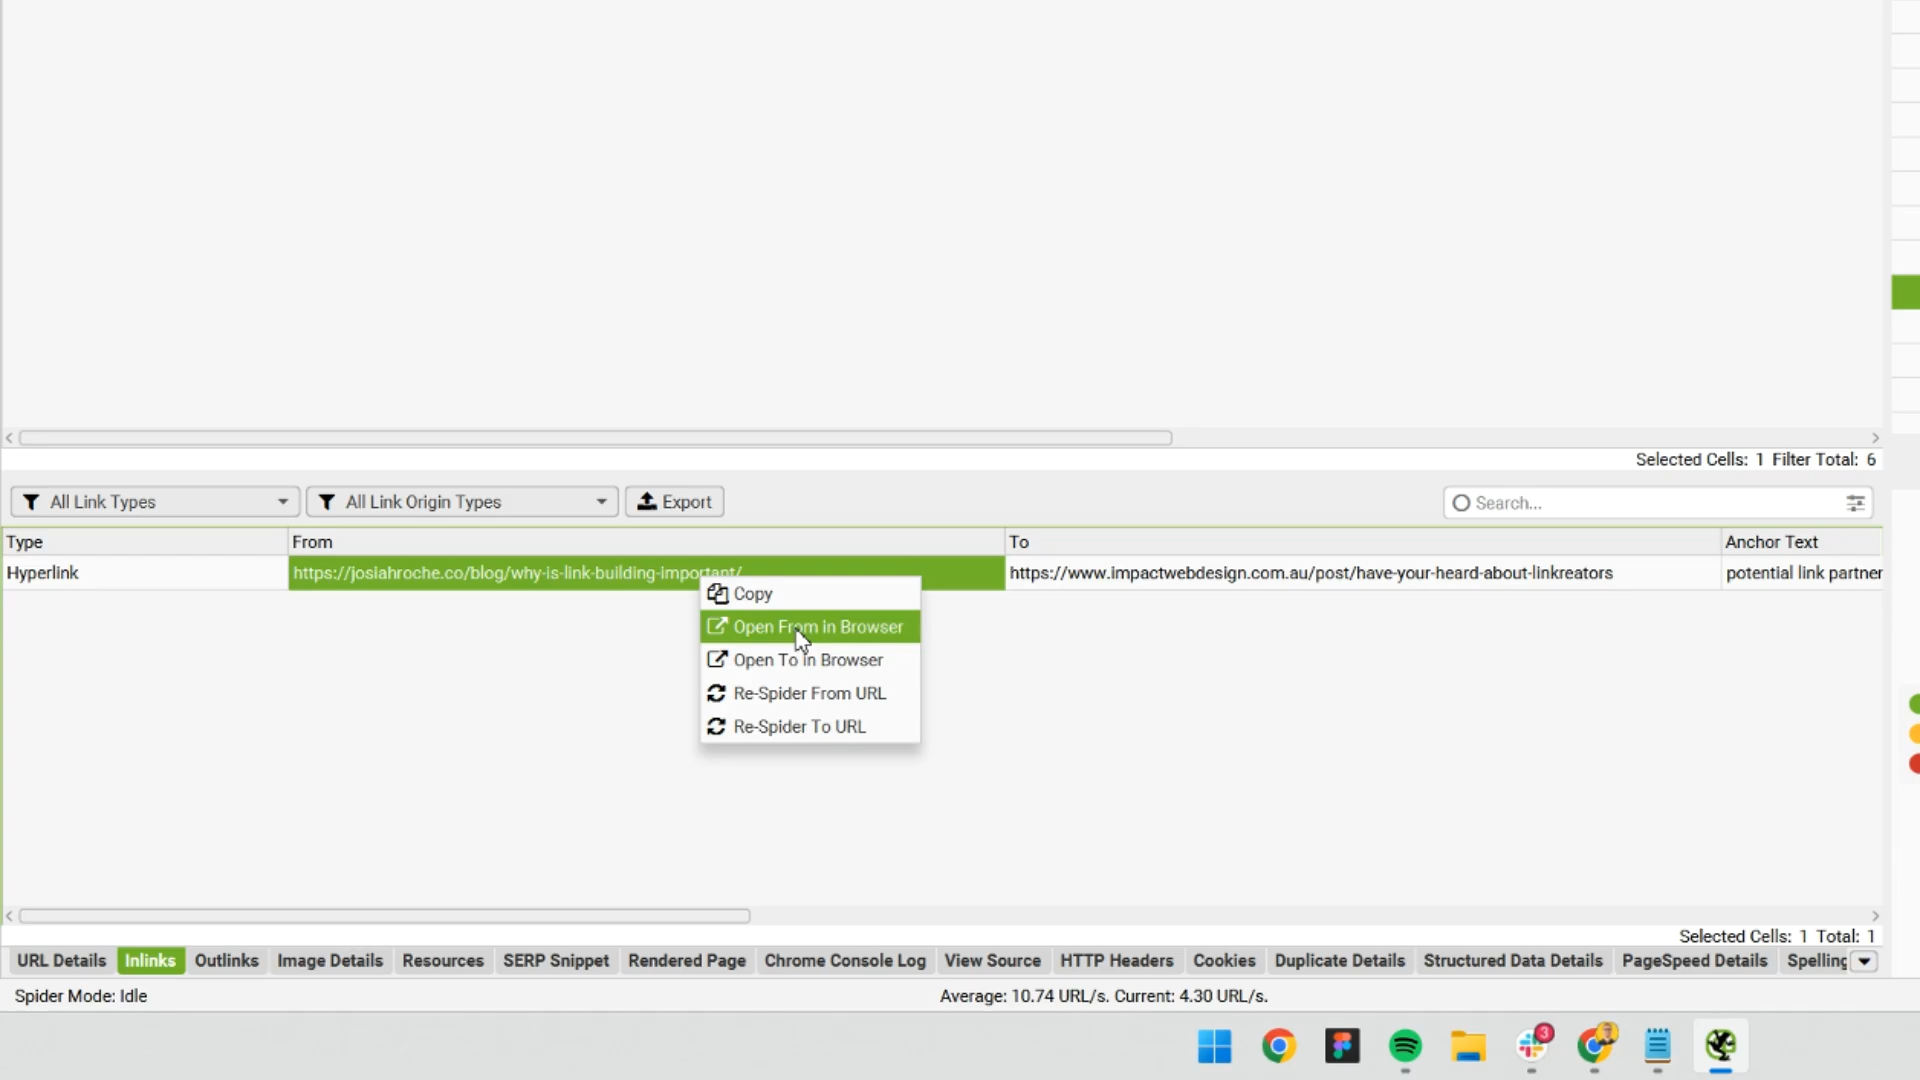 Selected Cells: 1 Filter Total: 6
All Link Types
All Link Origin Types
Export
Search...
Type From To Anchor Text
Hyperlink https://josiahroche.co/blog/why-is-link-building-important/ https://www.impactwebdesign.com.au/post/have-your-heard-about-linkreators potential link partner
Copy
Open From in Browser
Open To in Browser
Re-Spider From URL
Re-Spider To URL
Selected Cells: 1 Total: 1
URL Details Inlinks Outlinks Image Details Resources SERP Snippet Rendered Page Chrome Console Log View Source HTTP Headers Cookies Duplicate Details Structured Data Details PageSpeed Details Spelling
Spider Mode: Idle Average: 10.74 URL/s. Current: 4.30 URL/s.
3